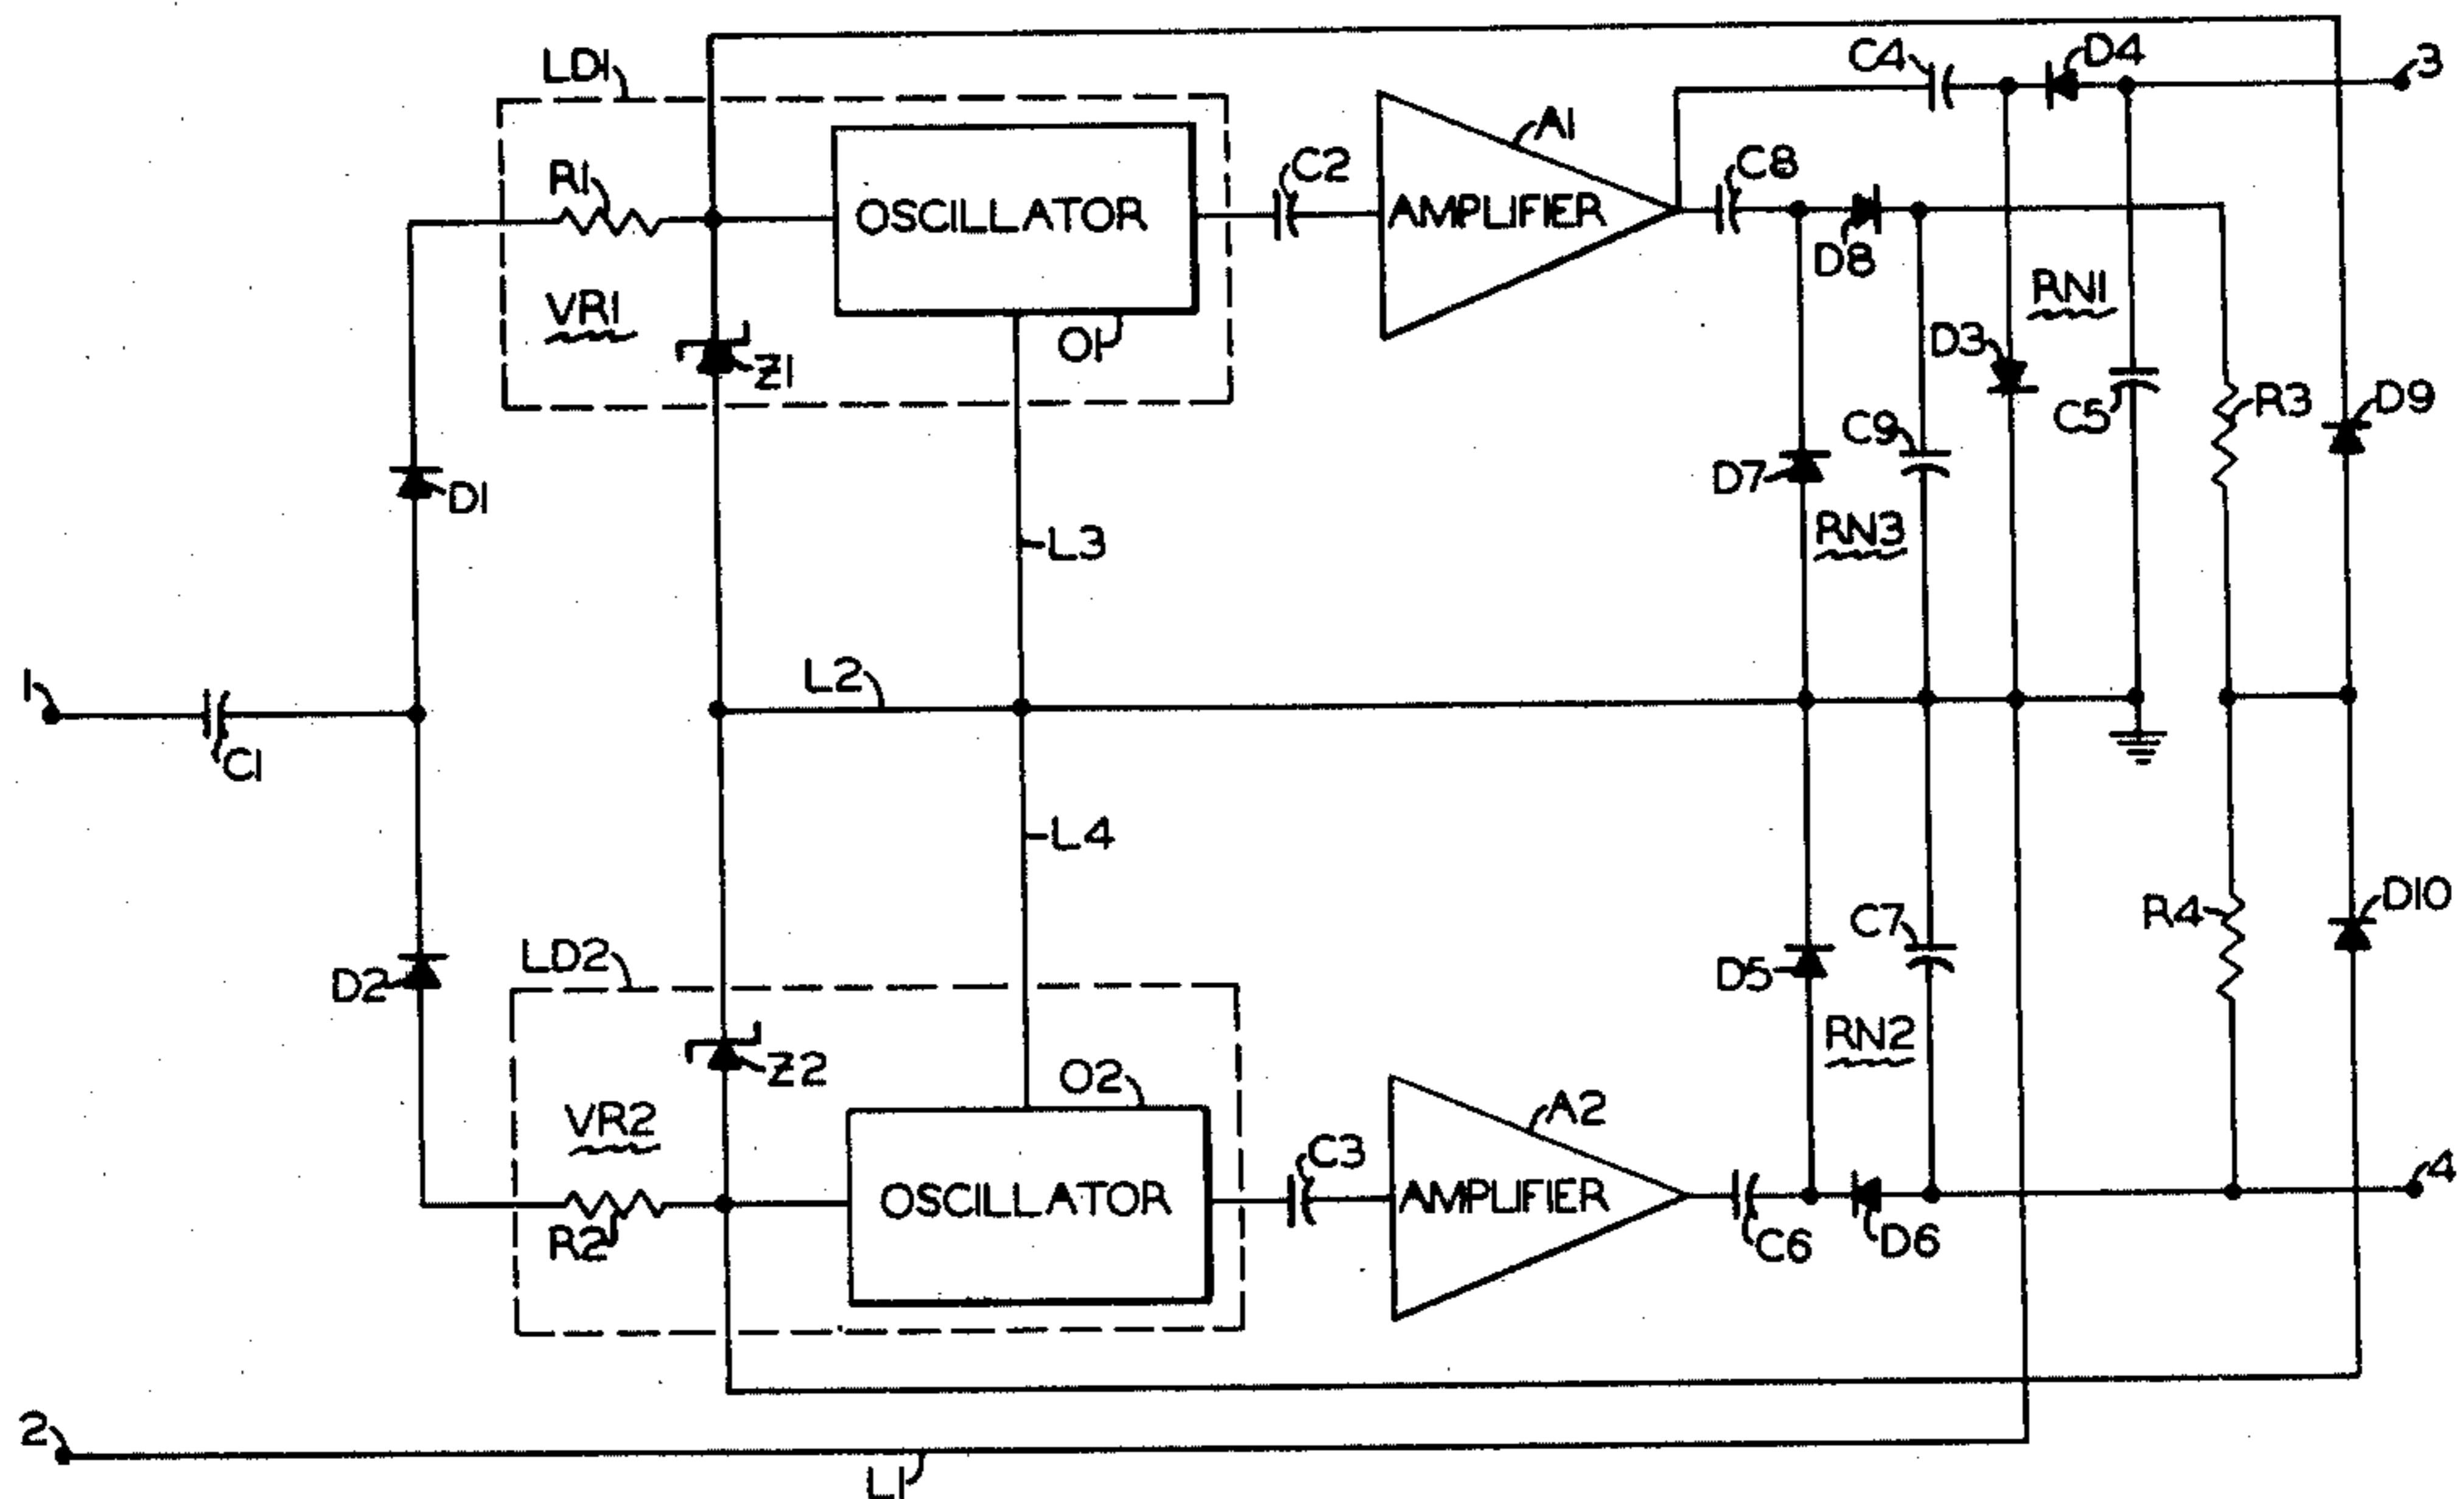 LD1
C4
D4
3
R1
OSCILLATOR
C2
A1
AMPLIFIER
C8
D8
RN1
VR1
Z1
O1
D3
C5
R3
D9
D1
C9
D7
RN3
L3
1
C1
L2
L4
D2
LD2
Z2
O2
D5
C7
RN2
R4
D10
VR2
R2
OSCILLATOR
C3
A2
AMPLIFIER
C6
D6
4
2
L1